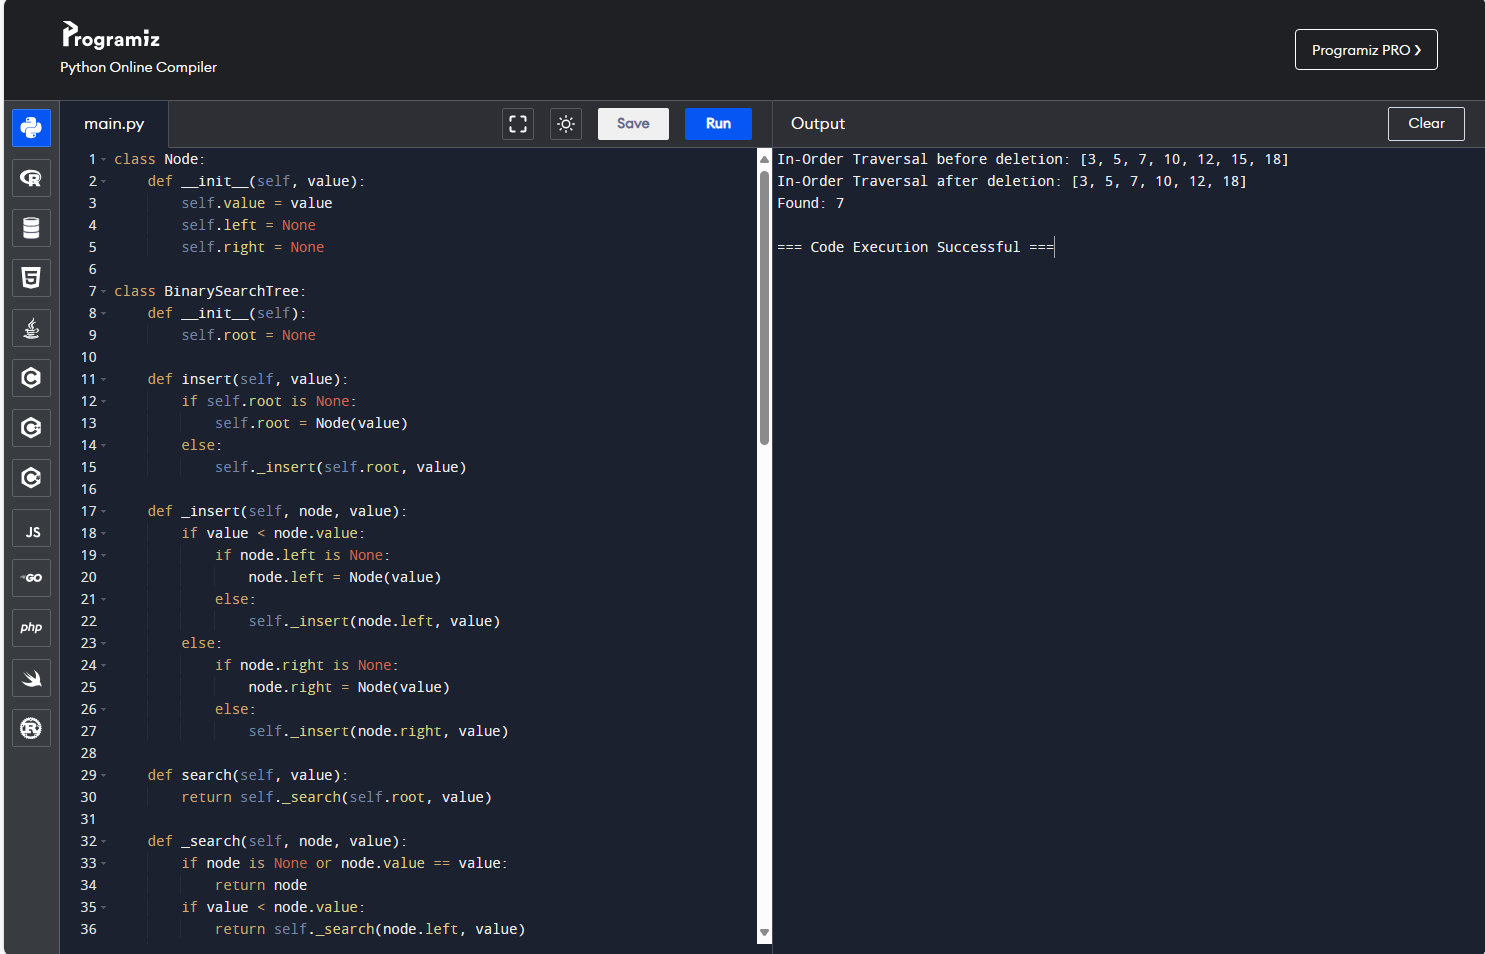 Programiz
Python Online Compiler
Programiz PRO ❯
main.py
Save
Run
Output
Clear
JS
GO
php
1 class Node:
2     def __init__(self, value):
3         self.value = value
4         self.left = None
5         self.right = None
6
7 class BinarySearchTree:
8     def __init__(self):
9         self.root = None
10
11     def insert(self, value):
12         if self.root is None:
13             self.root = Node(value)
14         else:
15             self._insert(self.root, value)
16
17     def _insert(self, node, value):
18         if value < node.value:
19             if node.left is None:
20                 node.left = Node(value)
21             else:
22                 self._insert(node.left, value)
23         else:
24             if node.right is None:
25                 node.right = Node(value)
26             else:
27                 self._insert(node.right, value)
28
29     def search(self, value):
30         return self._search(self.root, value)
31
32     def _search(self, node, value):
33         if node is None or node.value == value:
34             return node
35         if value < node.value:
36             return self._search(node.left, value)
In-Order Traversal before deletion: [3, 5, 7, 10, 12, 15, 18]
In-Order Traversal after deletion: [3, 5, 7, 10, 12, 18]
Found: 7
=== Code Execution Successful ===